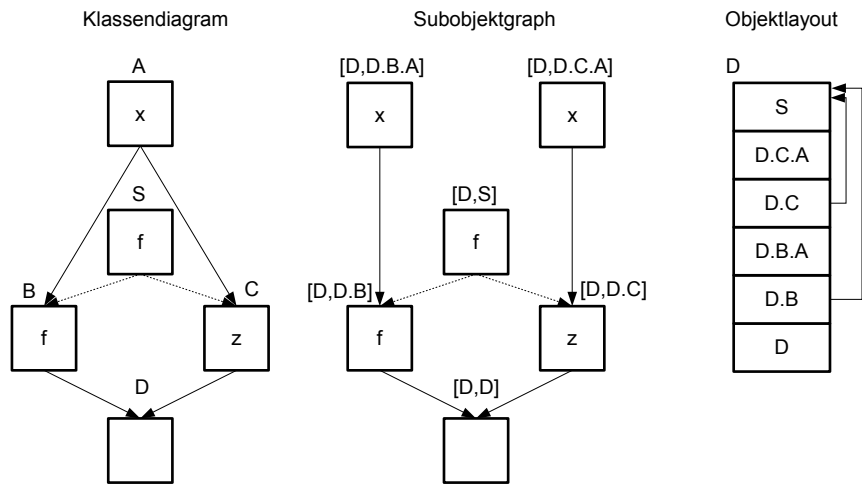 Klassendiagram
Subobjektgraph
Objektlayout
A
x
S
f
B
C
f
z
D
[D,D.B.A]
[D,D.C.A]
x
x
[D,S]
f
[D,D.B]
[D,D.C]
f
z
[D,D]
D
S
D.C.A
D.C
D.B.A
D.B
D